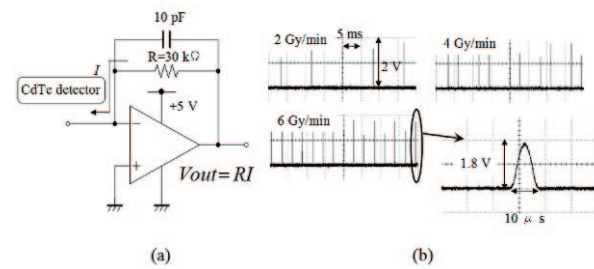 10 pF
R=30 kΩ
I
CdTe detector
+5 V
−
+
Vout=RI
(a)
2 Gy/min
5 ms
2 V
4 Gy/min
6 Gy/min
1.8 V
10 μ s
(b)